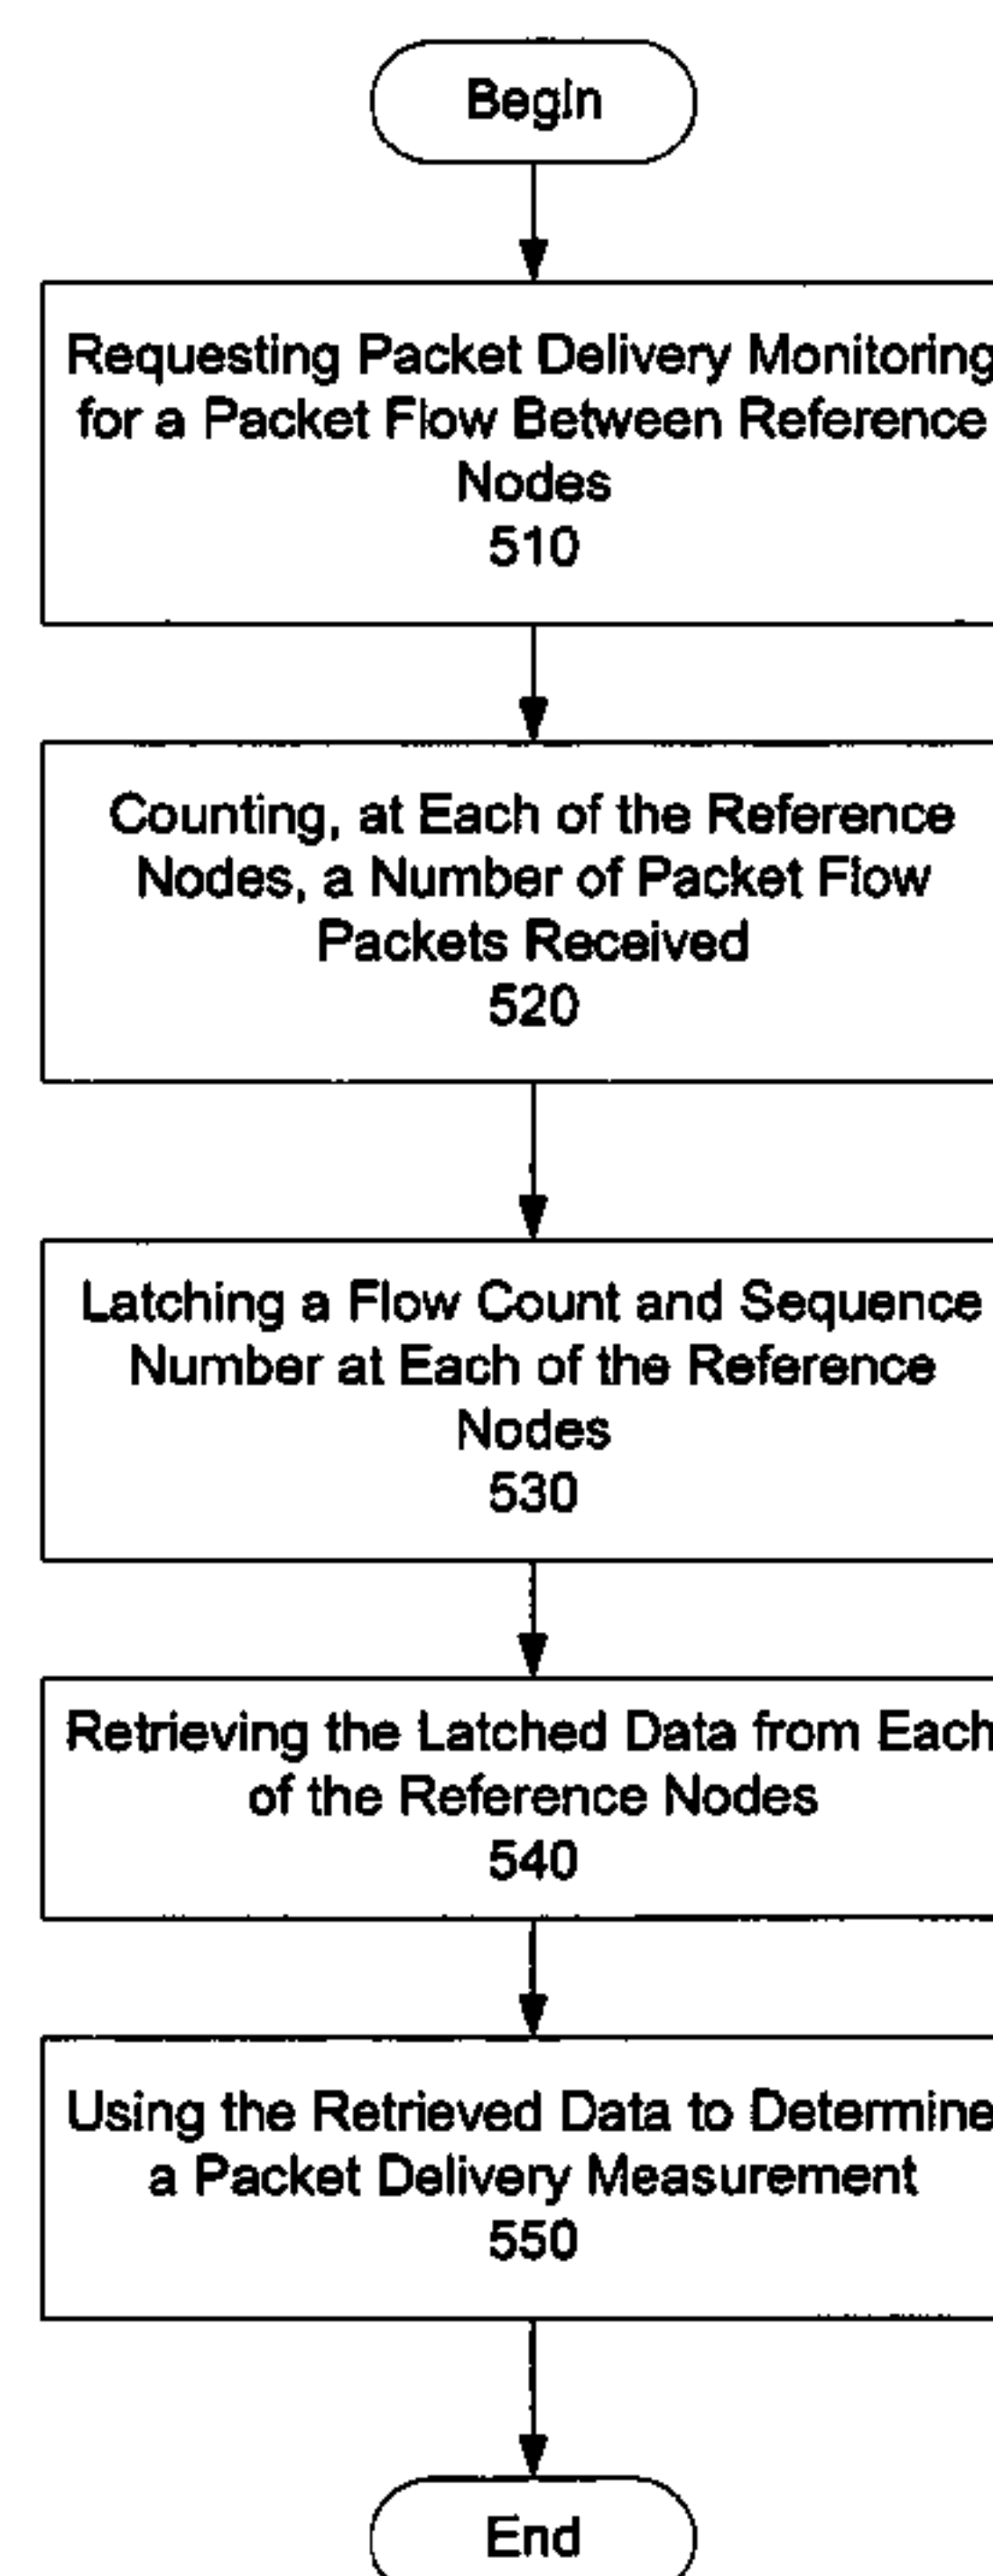 Begin
Requesting Packet Delivery Monitoring
for a Packet Flow Between Reference
Nodes
510
Counting, at Each of the Reference
Nodes, a Number of Packet Flow
Packets Received
520
Latching a Flow Count and Sequence
Number at Each of the Reference
Nodes
530
Retrieving the Latched Data from Each
of the Reference Nodes
540
Using the Retrieved Data to Determine
a Packet Delivery Measurement
550
End